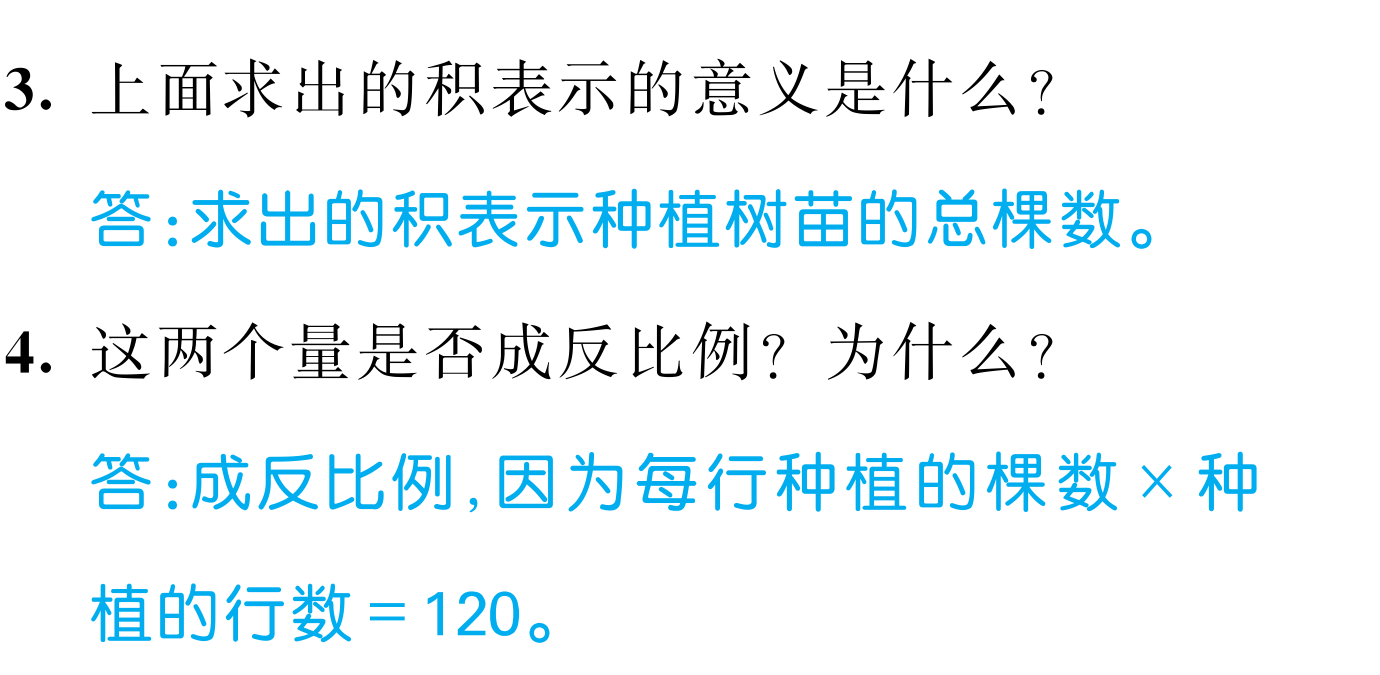 3. 上面求出的积表示的意义是什么?
答:求出的积表示种植树苗的总棵数。
4. 这两个量是否成反比例? 为什么?
答:成反比例,因为每行种植的棵数×种
植的行数=120。